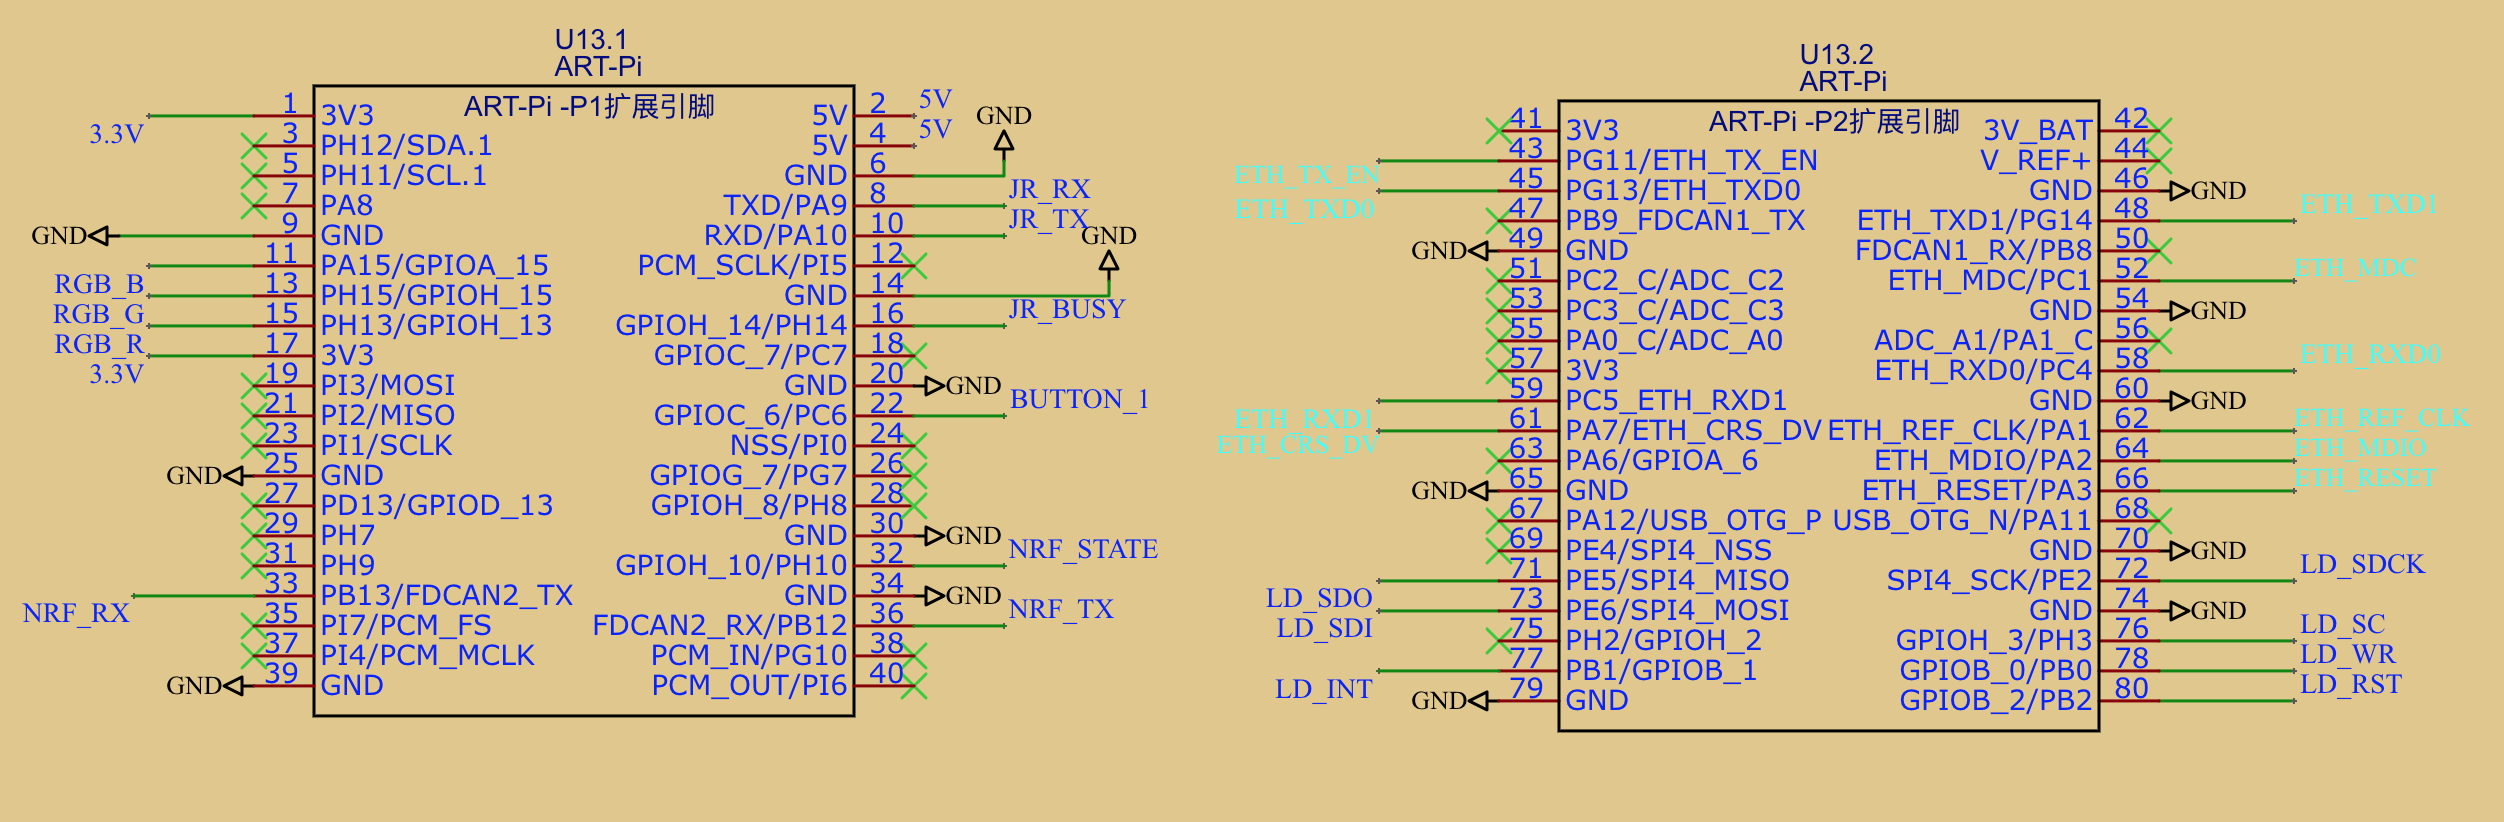 U13.1
ART-Pi
ART-Pi -P1扩展引脚
1 3V3 5V 2 5V
3.3V
3 PH12/SDA.1 5V 4 5V
GND
5 PH11/SCL.1 GND 6
7 PA8 TXD/PA9 8 JR_RX
GND 9 GND RXD/PA10 10 JR_TX
GND
11 PA15/GPIOA_15 PCM_SCLK/PI5 12
RGB_B
13 PH15/GPIOH_15 GND 14
RGB_G
15 PH13/GPIOH_13 GPIOH_14/PH14 16 JR_BUSY
RGB_R
17 3V3 GPIOC_7/PC7 18
3.3V
19 PI3/MOSI GND 20 GND
21 PI2/MISO GPIOC_6/PC6 22 BUTTON_1
23 PI1/SCLK NSS/PI0 24
GND 25 GND GPIOG_7/PG7 26
27 PD13/GPIOD_13 GPIOH_8/PH8 28
29 PH7 GND 30 GND
31 PH9 GPIOH_10/PH10 32 NRF_STATE
33 PB13/FDCAN2_TX GND 34 GND
NRF_RX
35 PI7/PCM_FS FDCAN2_RX/PB12 36 NRF_TX
37 PI4/PCM_MCLK PCM_IN/PG10 38
GND 39 GND PCM_OUT/PI6 40
U13.2
ART-Pi
ART-Pi -P2扩展引脚
41 3V3 3V_BAT 42
43 PG11/ETH_TX_EN V_REF+ 44
ETH_TX_EN
45 PG13/ETH_TXD0 GND 46 GND
ETH_TXD0
47 PB9_FDCAN1_TX ETH_TXD1/PG14 48 ETH_TXD1
GND 49 GND FDCAN1_RX/PB8 50
51 PC2_C/ADC_C2 ETH_MDC/PC1 52 ETH_MDC
53 PC3_C/ADC_C3 GND 54 GND
55 PA0_C/ADC_A0 ADC_A1/PA1_C 56
57 3V3 ETH_RXD0/PC4 58 ETH_RXD0
59 PC5_ETH_RXD1 GND 60 GND
ETH_RXD1
61 PA7/ETH_CRS_DV ETH_REF_CLK/PA1 62 ETH_REF_CLK
ETH_CRS_DV
63 PA6/GPIOA_6 ETH_MDIO/PA2 64 ETH_MDIO
GND 65 GND ETH_RESET/PA3 66 ETH_RESET
67 PA12/USB_OTG_P USB_OTG_N/PA11 68
69 PE4/SPI4_NSS GND 70 GND
71 PE5/SPI4_MISO SPI4_SCK/PE2 72 LD_SDCK
LD_SDO
73 PE6/SPI4_MOSI GND 74 GND
LD_SDI
75 PH2/GPIOH_2 GPIOH_3/PH3 76 LD_SC
77 PB1/GPIOB_1 GPIOB_0/PB0 78 LD_WR
LD_INT
GND 79 GND GPIOB_2/PB2 80 LD_RST